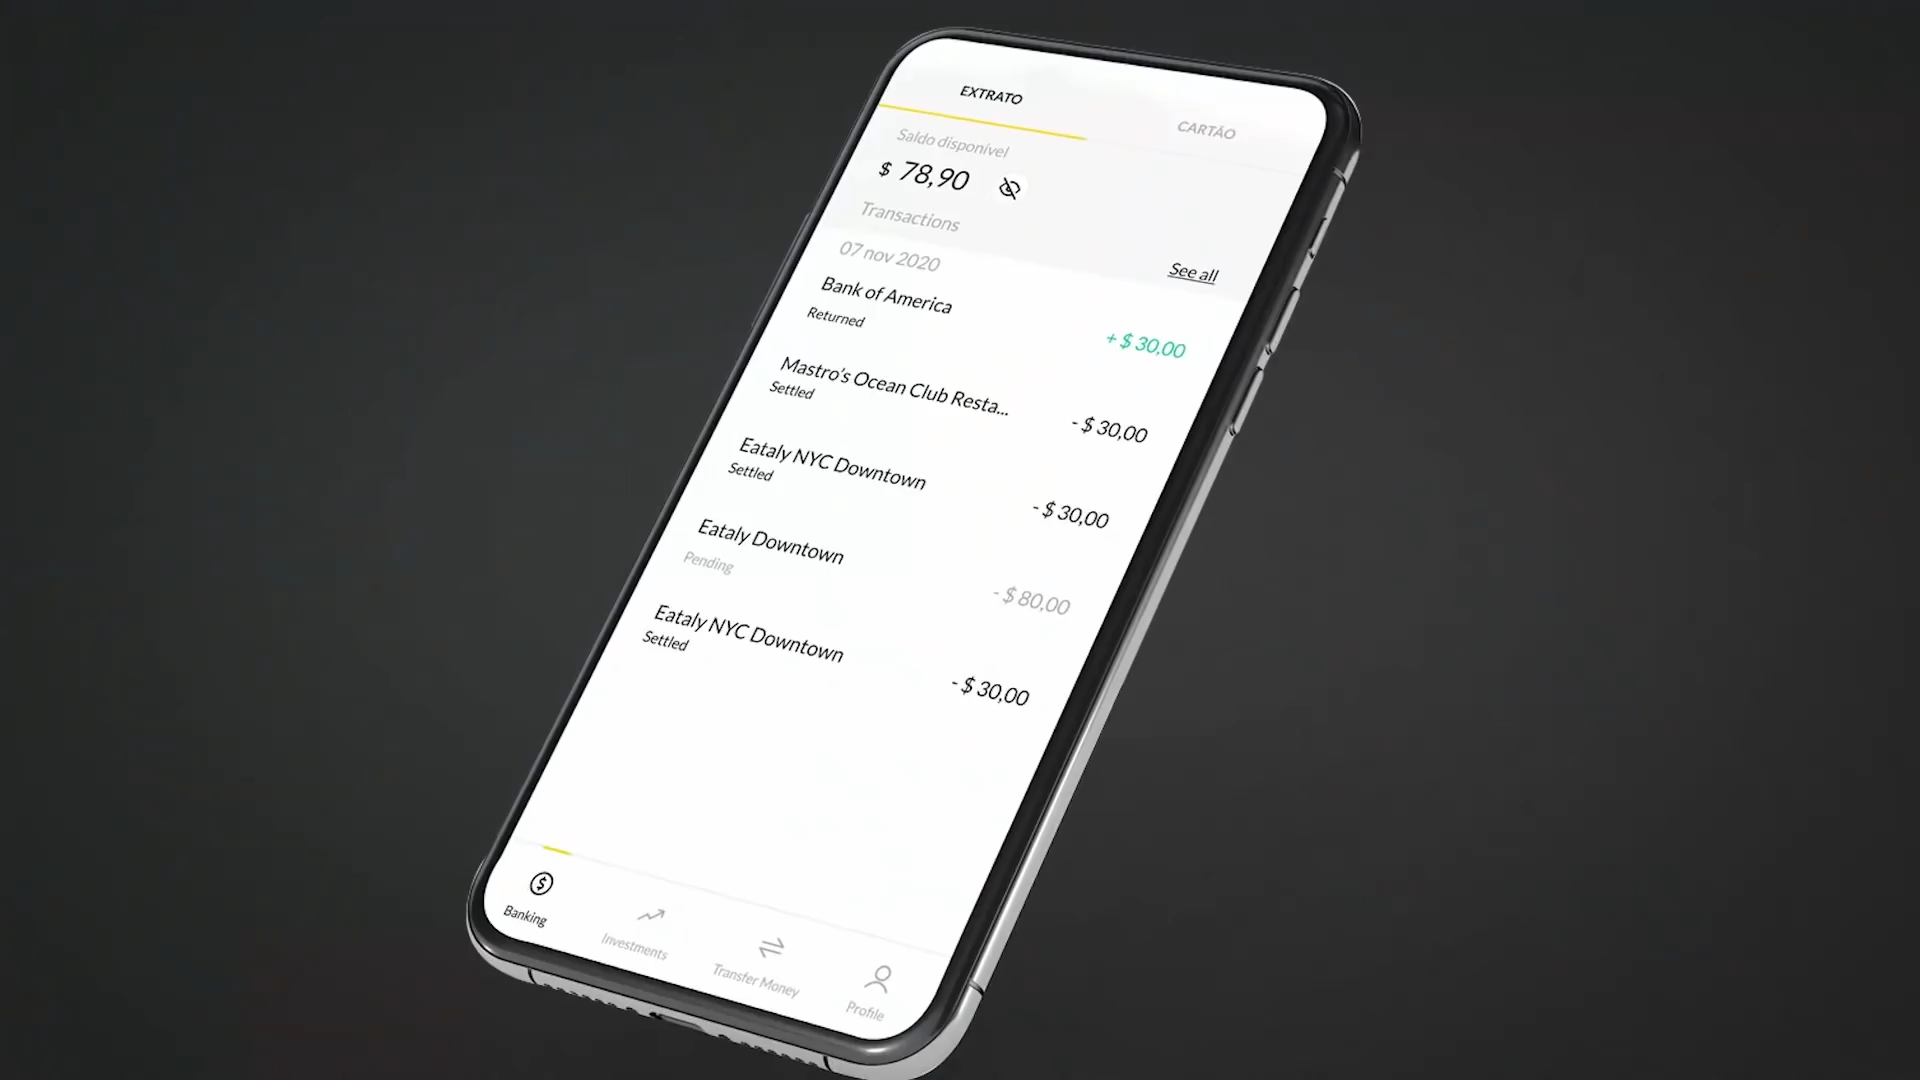 EXTRATO
CARTÃO
Saldo disponível
$ 78,90
Transactions
07 nov 2020
See all
Bank of America
Returned
+ $ 30,00
Mastro's Ocean Club Resta...
Settled
- $ 30,00
Eataly NYC Downtown
Settled
- $ 30,00
Eataly Downtown
Pending
- $ 80,00
Eataly NYC Downtown
Settled
- $ 30,00
Banking
Investments
Transfer Money
Profile